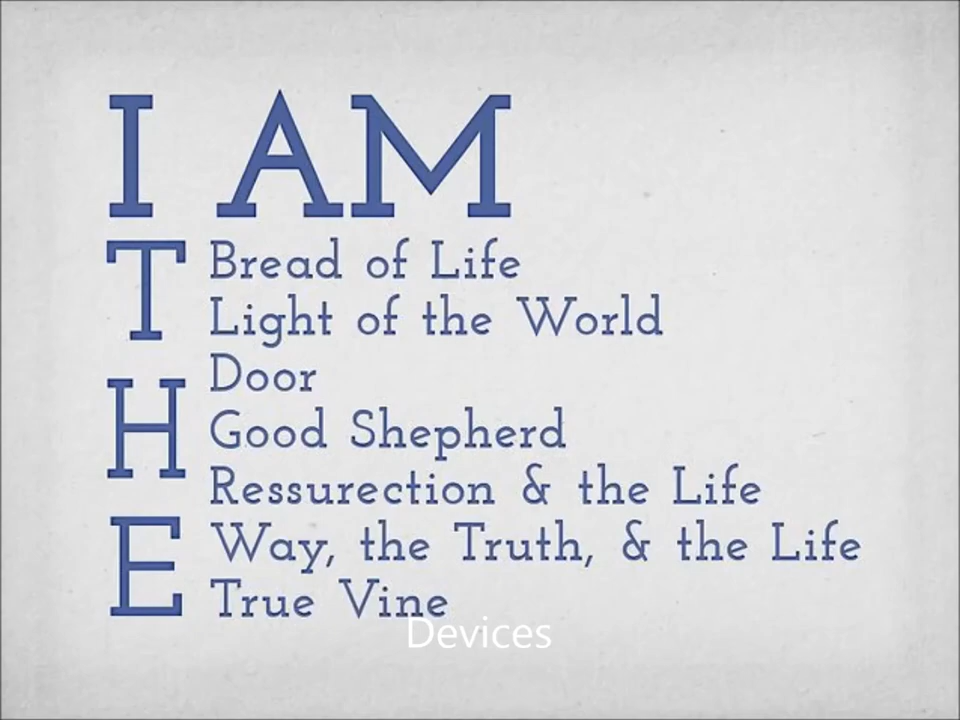 I AM
THE
Bread of Life
Light of the World
Door
Good Shepherd
Ressurection & the Life
Way, the Truth, & the Life
True Vine
Devices